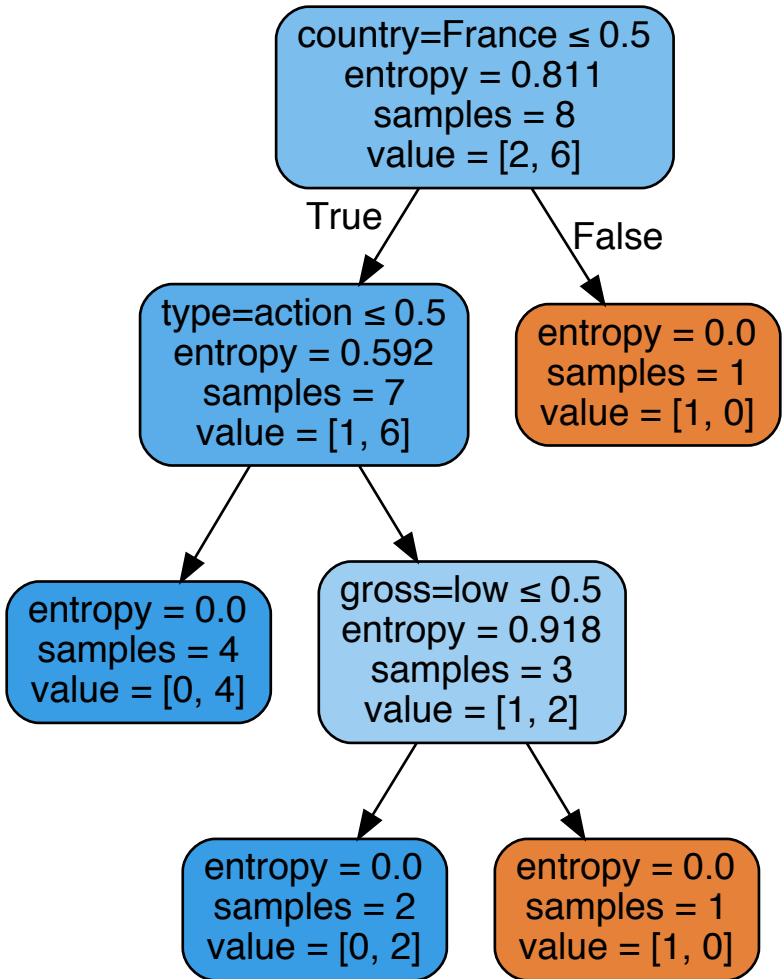 country=France ≤ 0.5
entropy = 0.811
samples = 8
value = [2, 6]
True
False
type=action ≤ 0.5
entropy = 0.592
samples = 7
value = [1, 6]
entropy = 0.0
samples = 1
value = [1, 0]
entropy = 0.0
samples = 4
value = [0, 4]
gross=low ≤ 0.5
entropy = 0.918
samples = 3
value = [1, 2]
entropy = 0.0
samples = 2
value = [0, 2]
entropy = 0.0
samples = 1
value = [1, 0]